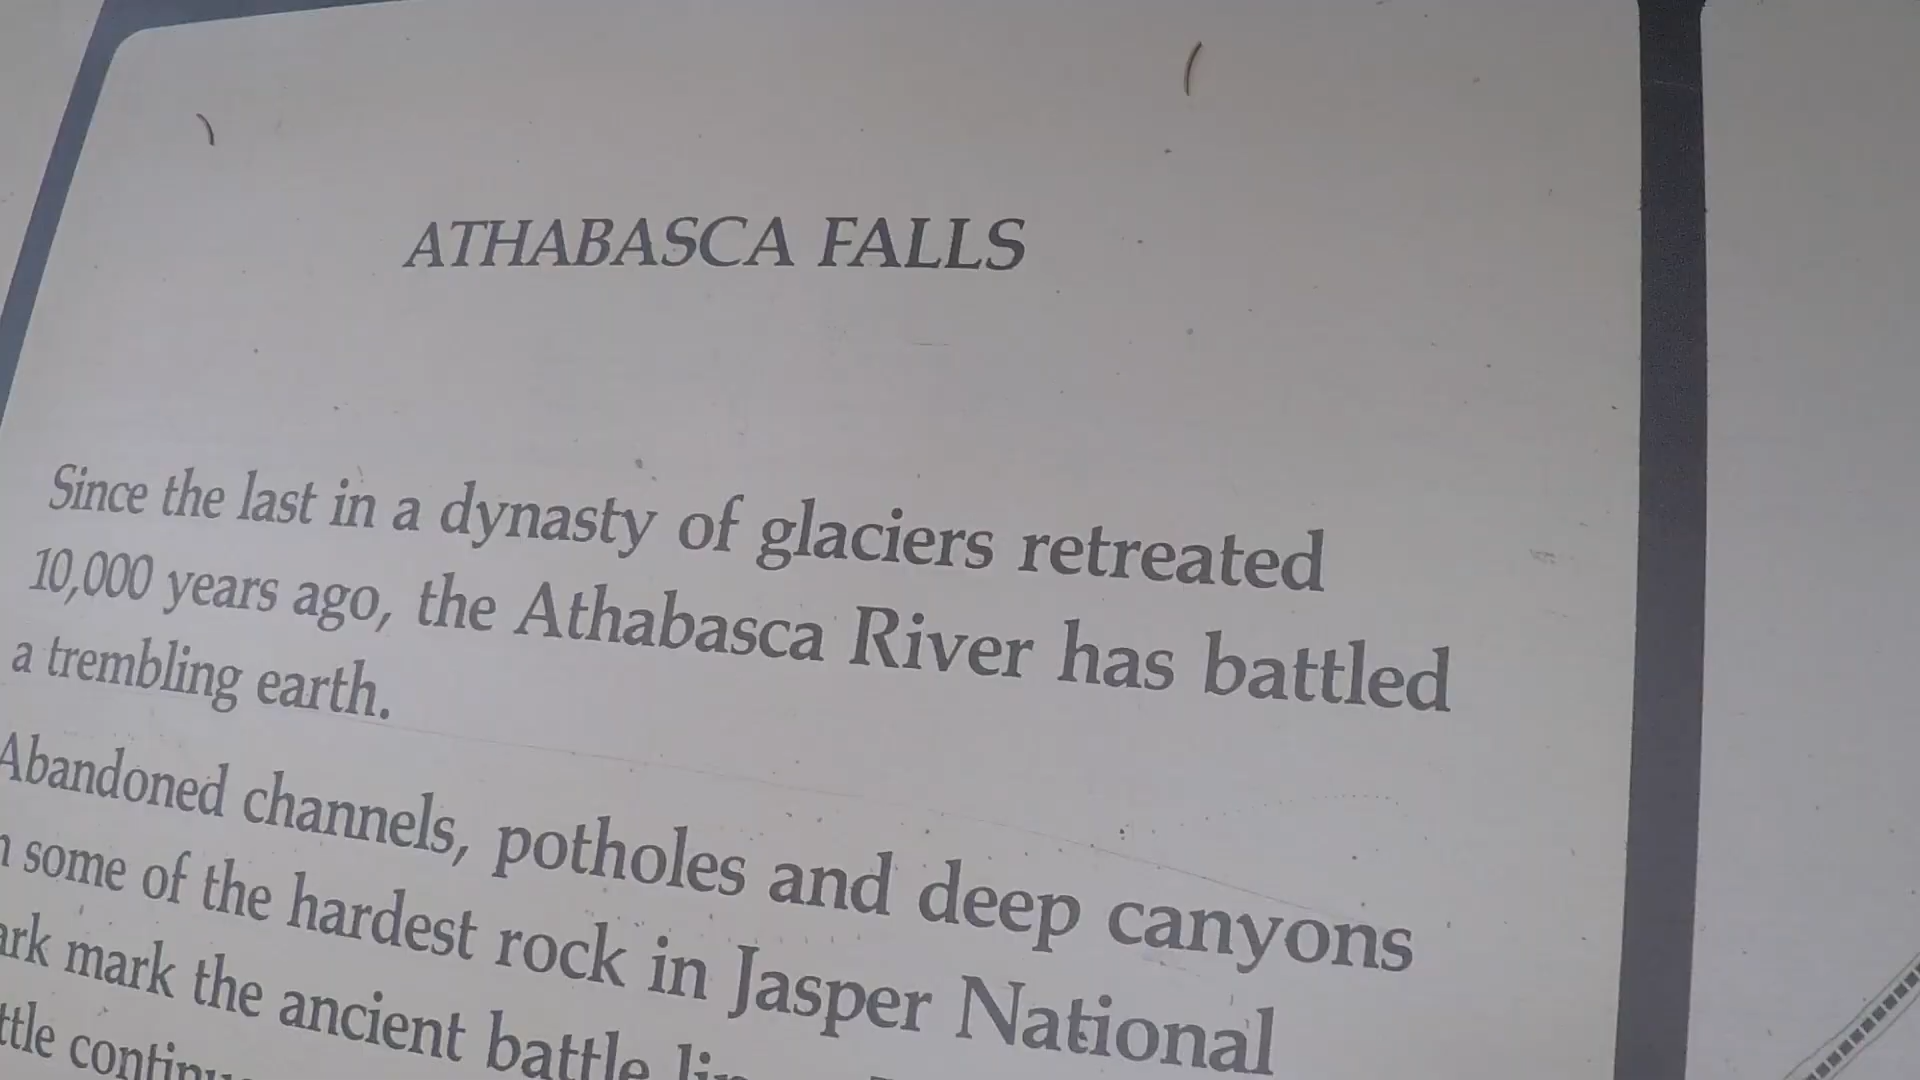 ATHABASCA FALLS
Since the last in a dynasty of glaciers retreated
10,000 years ago, the Athabasca River has battled
a trembling earth.
Abandoned channels, potholes and deep canyons
some of the hardest rock in Jasper National
mark the ancient battle